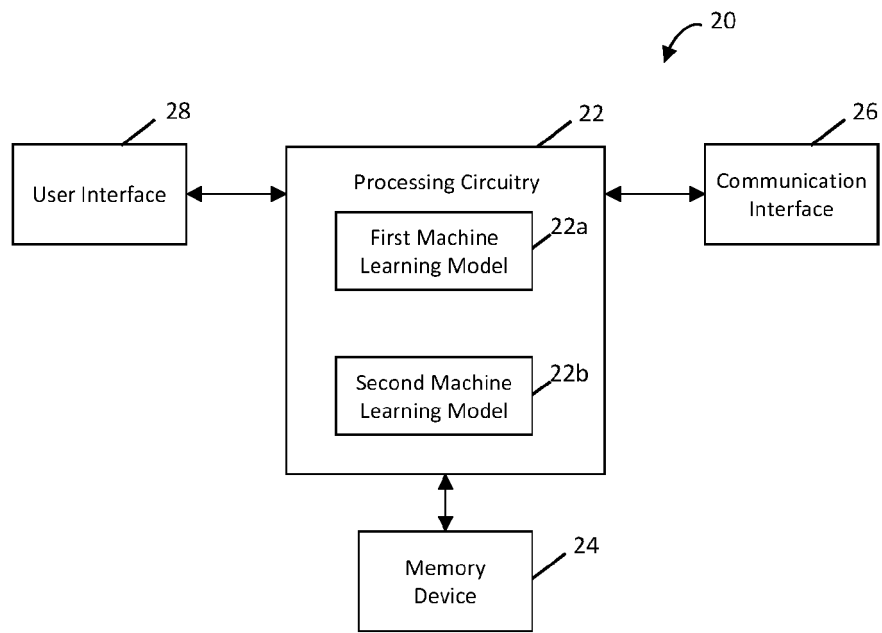 20
28
22
26
User Interface
Processing Circuitry
Communication
Interface
22a
First Machine
Learning Model
22b
Second Machine
Learning Model
24
Memory
Device